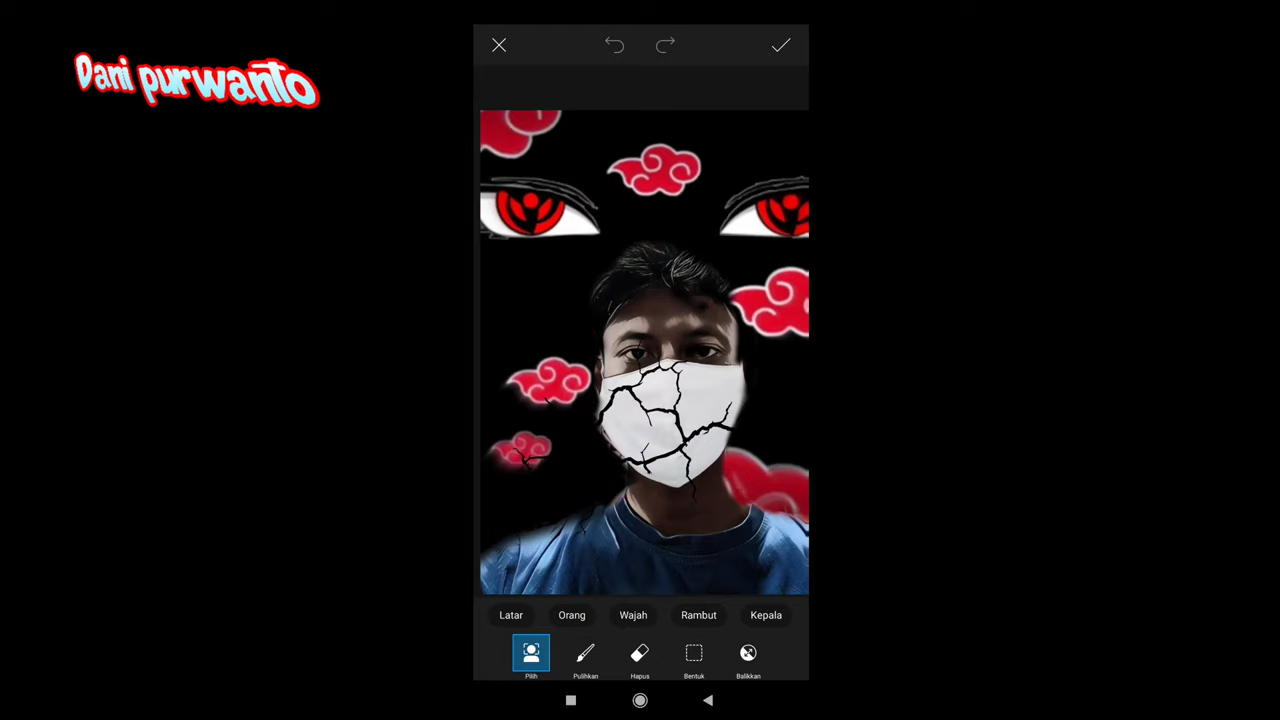 Dani purwanto
Latar Orang Wajah Rambut Kepala
Pilih Pulihkan Hapus Bentuk Balikkan